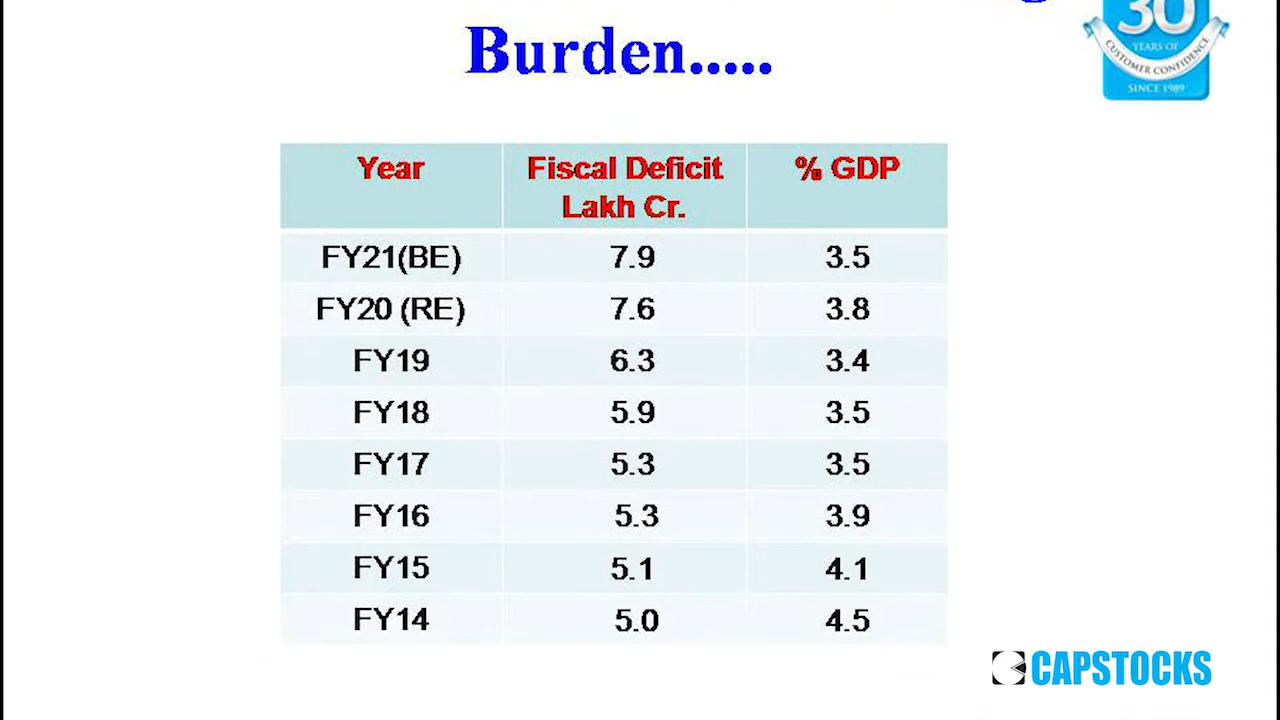 Burden.....
30
YEARS OF
CUSTOMER CONFIDENCE
SINCE 1989
Year Fiscal Deficit Lakh Cr. % GDP
FY21(BE) 7.9 3.5
FY20 (RE) 7.6 3.8
FY19 6.3 3.4
FY18 5.9 3.5
FY17 5.3 3.5
FY16 5.3 3.9
FY15 5.1 4.1
FY14 5.0 4.5
CAPSTOCKS